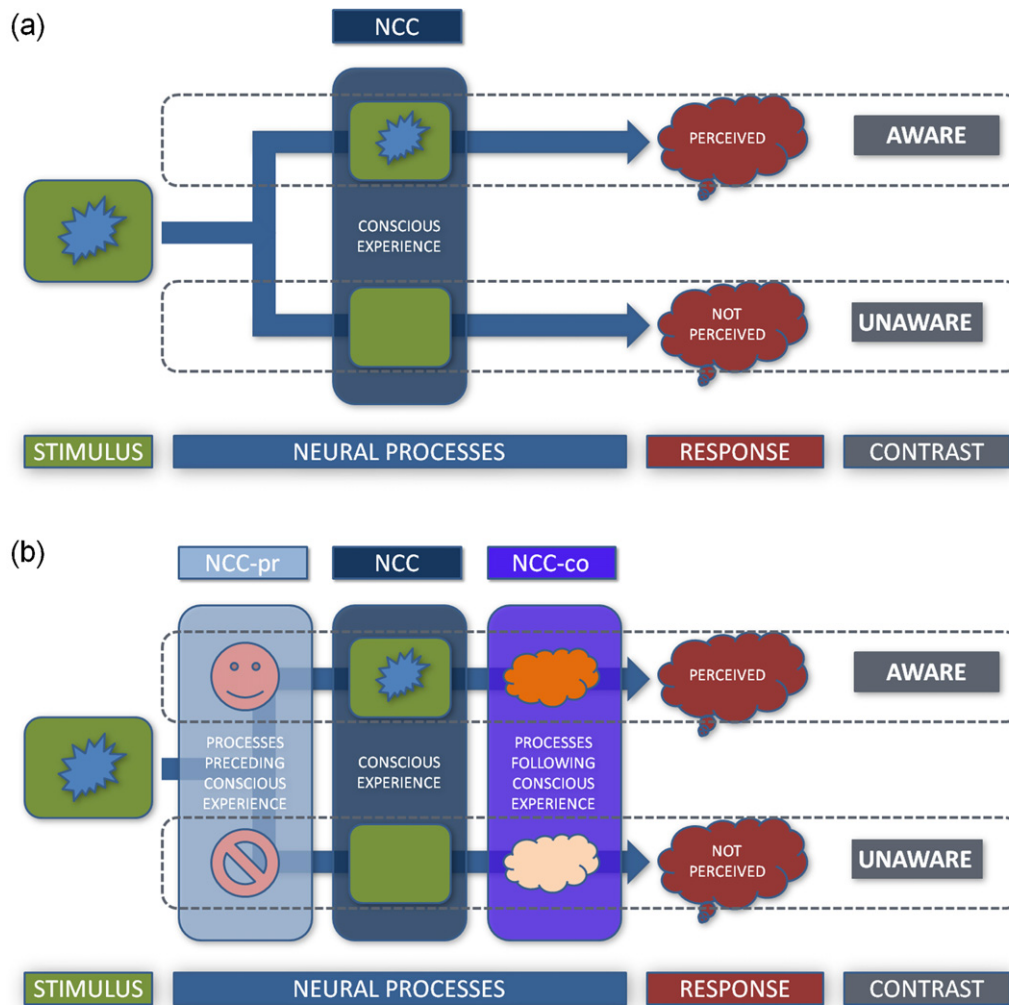 (a)
NCC
PERCEIVED
AWARE
CONSCIOUS
EXPERIENCE
NOT
PERCEIVED
UNAWARE
STIMULUS
NEURAL PROCESSES
RESPONSE
CONTRAST
(b)
NCC-pr
NCC
NCC-co
PERCEIVED
AWARE
PROCESSES
PRECEDING
CONSCIOUS
EXPERIENCE
CONSCIOUS
EXPERIENCE
PROCESSES
FOLLOWING
CONSCIOUS
EXPERIENCE
NOT
PERCEIVED
UNAWARE
STIMULUS
NEURAL PROCESSES
RESPONSE
CONTRAST